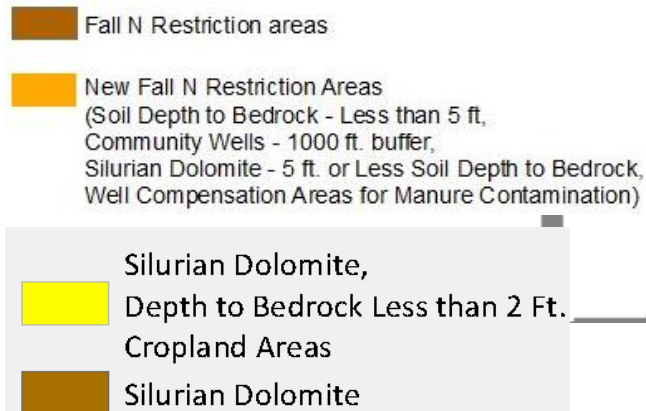 Fall N Restriction areas
New Fall N Restriction Areas
(Soil Depth to Bedrock - Less than 5 ft,
Community Wells - 1000 ft. buffer,
Silurian Dolomite - 5 ft. or Less Soil Depth to Bedrock,
Well Compensation Areas for Manure Contamination)
Silurian Dolomite,
Depth to Bedrock Less than 2 Ft.
Cropland Areas
Silurian Dolomite